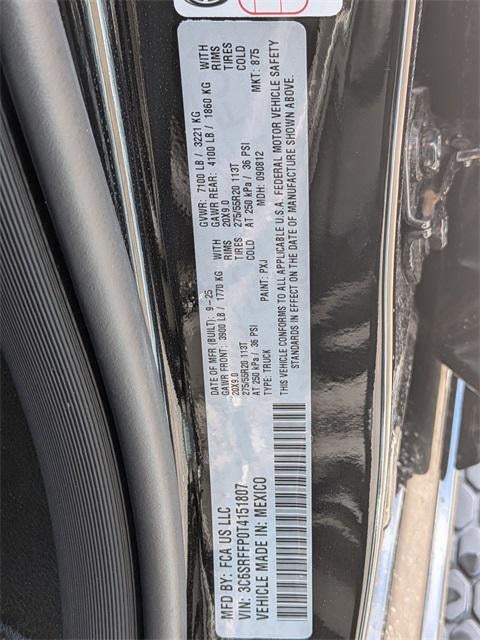 MFD BY: FCA US LLC
VIN: 3C6SRFFP0T4151807
VEHICLE MADE IN: MEXICO
DATE OF MFR (BUILT): 9-25 GVWR: 7100 LB / 3221 KG
GAWR FRONT: 3900 LB / 1770 KG WITH GAWR REAR: 4100 LB / 1860 KG WITH
20X9.0 RIMS 20X9.0 RIMS
275/55R20 113T TIRES 275/55R20 113T TIRES
AT 250 kPa / 36 PSI COLD AT 250 kPa / 36 PSI COLD
TYPE: TRUCK PAINT: PXJ MDH: 090812 MKT: 875
THIS VEHICLE CONFORMS TO ALL APPLICABLE U.S.A. FEDERAL MOTOR VEHICLE SAFETY
STANDARDS IN EFFECT ON THE DATE OF MANUFACTURE SHOWN ABOVE.